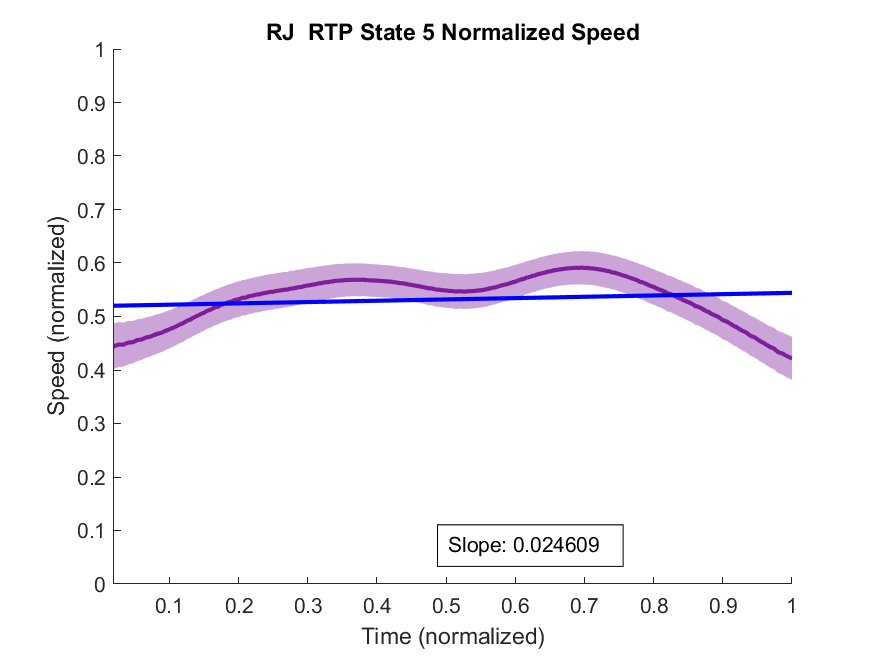 RJ  RTP State 5 Normalized Speed
1
0.9
0.8
0.7
0.6
0.5
0.4
0.3
0.2
0.1
0
Speed (normalized)
Slope: 0.024609
0.1 0.2 0.3 0.4 0.5 0.6 0.7 0.8 0.9 1
Time (normalized)